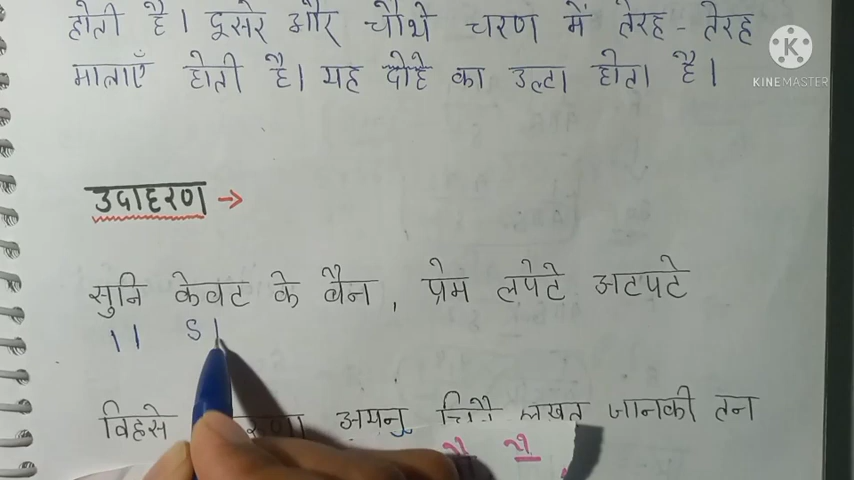 होती है। दूसरे और चौथे चरण में तेरह - तेरह
मात्राएँ होती है। यह दोहे का उल्टा होता है।
KINEMASTER
उदाहरण →
सुनि केवट के बैन , प्रेम लपेटे अटपटे
।। ऽ।
विहसे अयनु चितै लखत जानकी तन